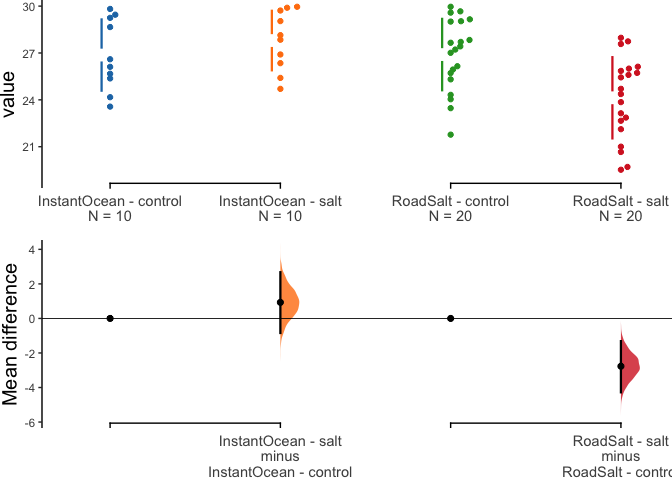 30
27
24
21
value
InstantOcean - control
N = 10
InstantOcean - salt
N = 10
RoadSalt - control
N = 20
RoadSalt - salt
N = 20
4
2
0
-2
-4
-6
Mean difference
InstantOcean - salt
minus
InstantOcean - control
RoadSalt - salt
minus
RoadSalt - contro